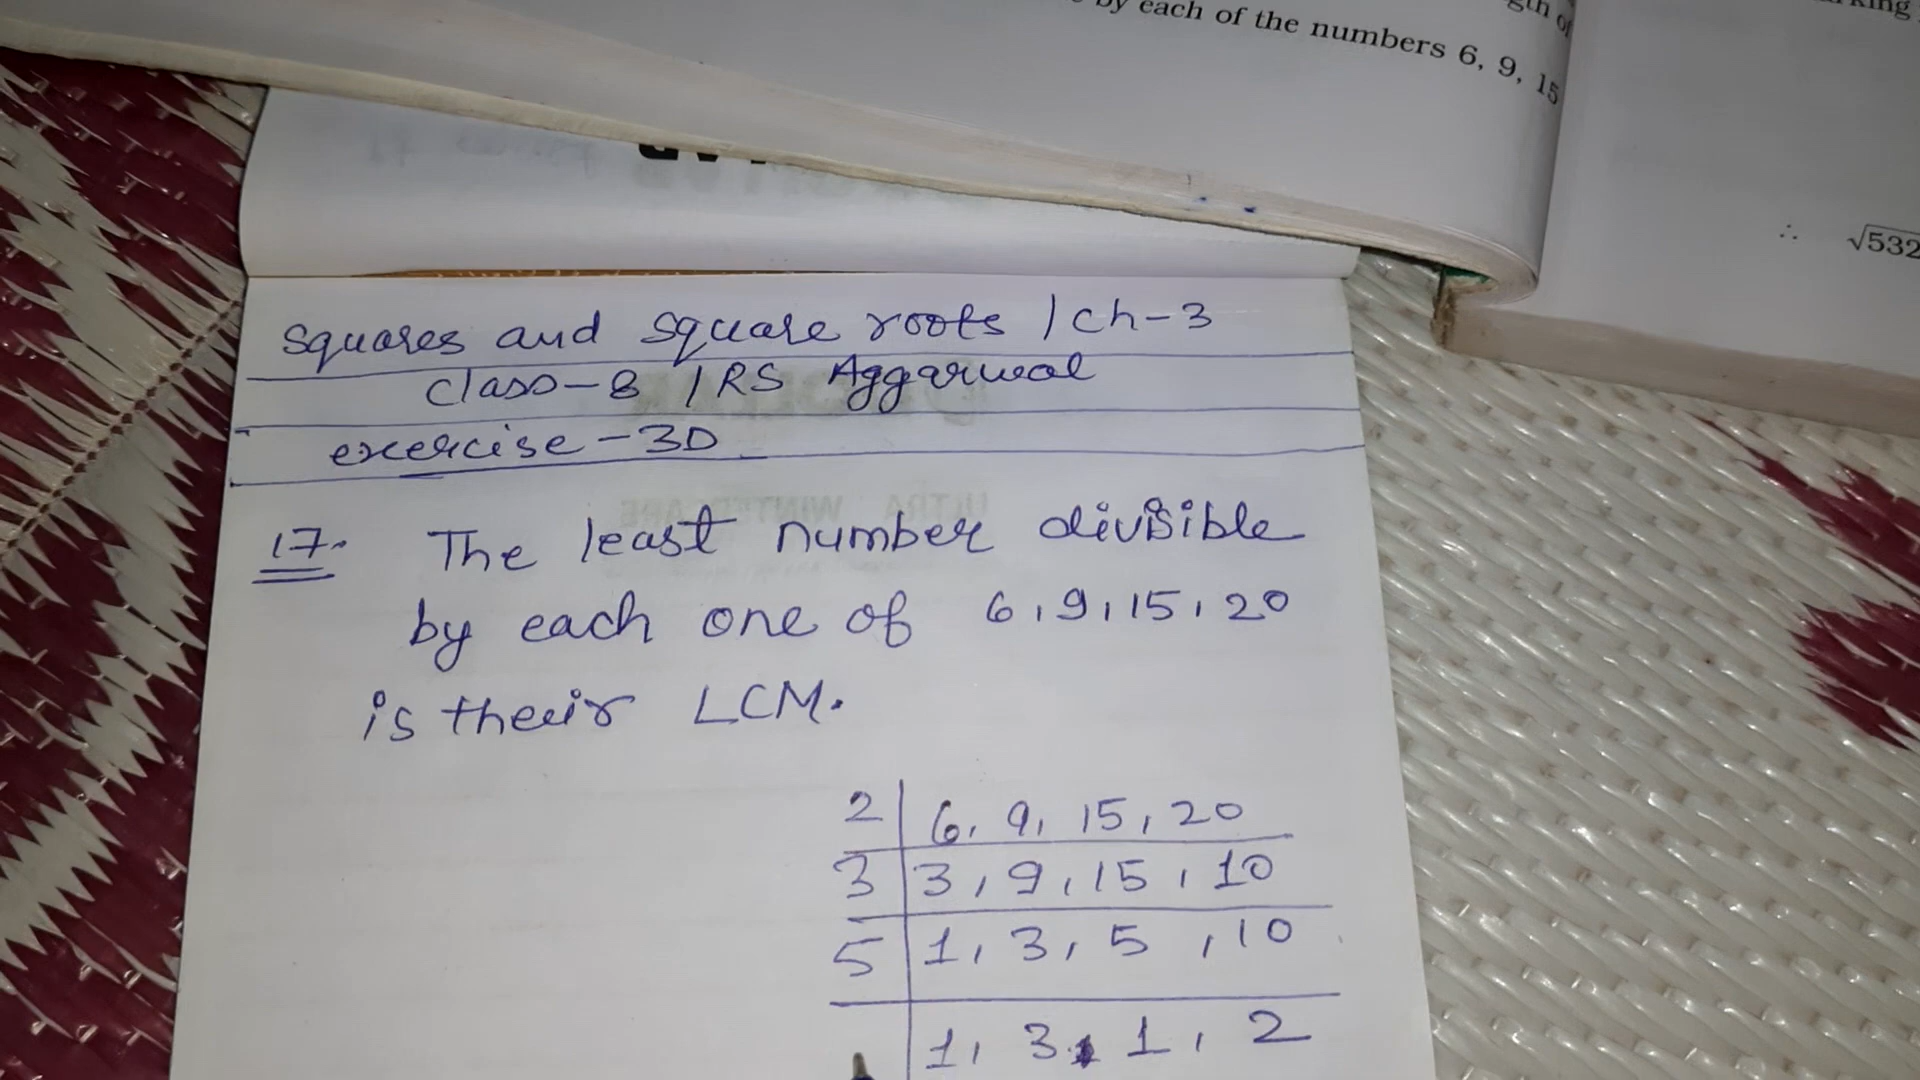 by each of the numbers 6, 9, 15
∴ √532
squares and square roots / ch-3
class-8 / RS Aggarwal
exercise-3D
17. The least number divisible
by each one of 6, 9, 15, 20
is their LCM.
2 | 6, 9, 15, 20
3 | 3, 9, 15, 10
5 | 1, 3, 5, 10
1, 3, 1, 2